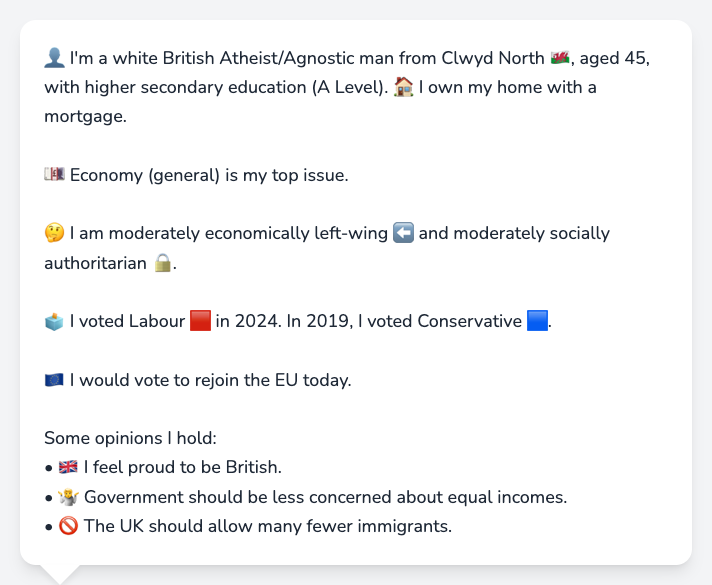 👤 I'm a white British Atheist/Agnostic man from Clwyd North 🏴󠁧󠁢󠁷󠁬󠁳󠁿, aged 45,
with higher secondary education (A Level). 🏠 I own my home with a
mortgage.
💷 Economy (general) is my top issue.
🤔 I am moderately economically left-wing ⬅️ and moderately socially
authoritarian 🔒.
🗳️ I voted Labour 🟥 in 2024. In 2019, I voted Conservative 🟦.
🇪🇺 I would vote to rejoin the EU today.
Some opinions I hold:
• 🇬🇧 I feel proud to be British.
• 🤷 Government should be less concerned about equal incomes.
• 🚫 The UK should allow many fewer immigrants.